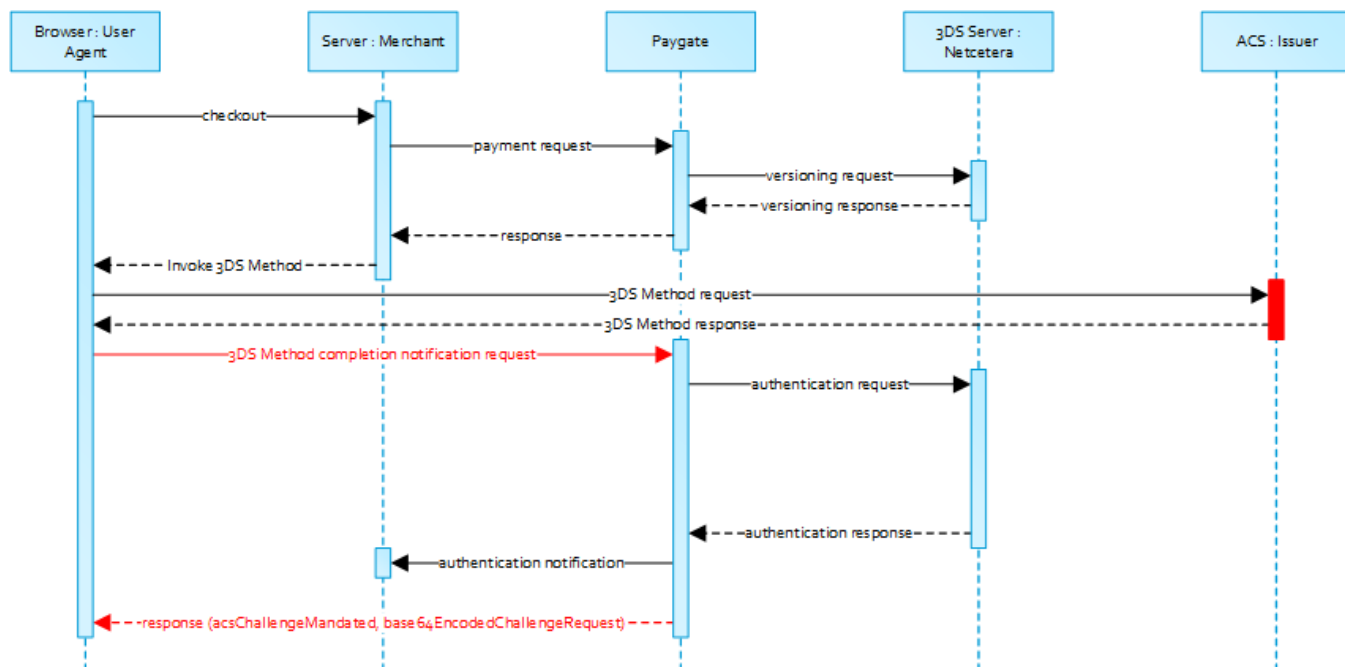 Browser : User
Agent
Server : Merchant
Paygate
3DS Server :
Netcetera
ACS : Issuer
checkout
payment request
versioning request
versioning response
response
Invoke 3DS Method
3DS Method request
3DS Method response
3DS Method completion notification request
authentication request
authentication response
authentication notification
response (acsChallengeMandated, base64EncodedChallengeRequest)